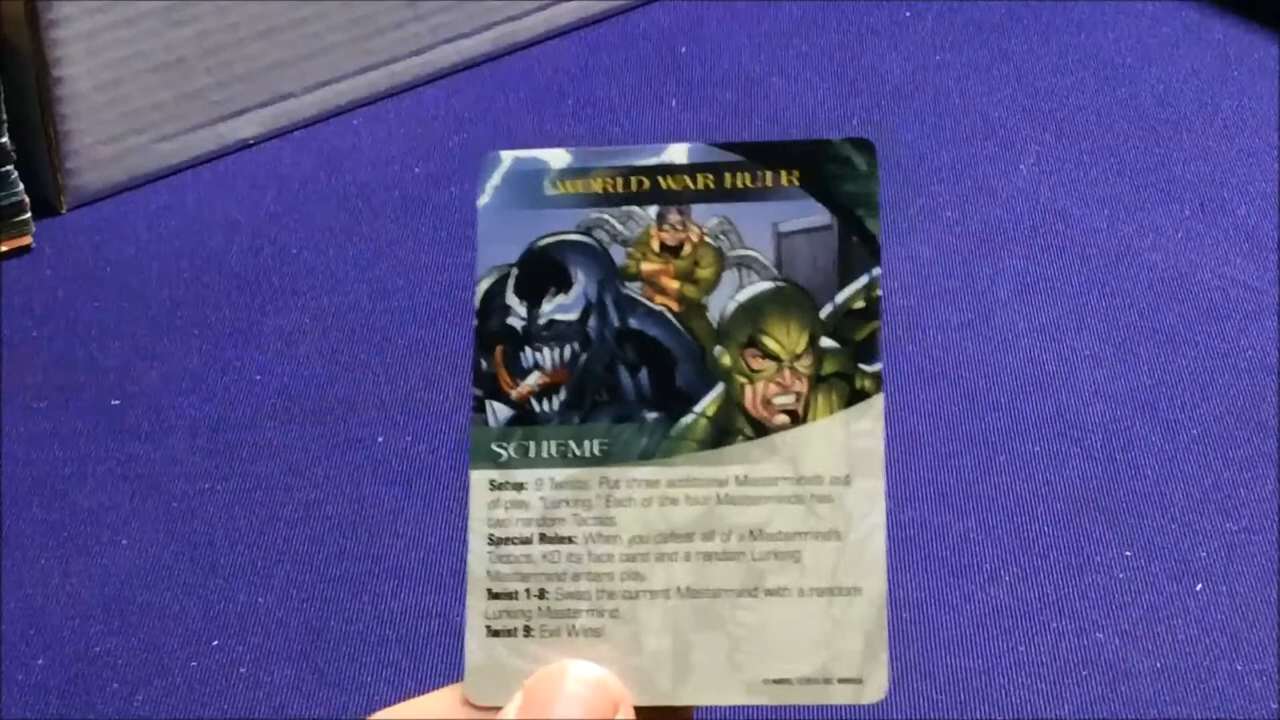 WORLD WAR HULK
SCHEME
Setup: 9 Twists. Put three additional Masterminds out
of play, "Lurking." Each of the four Masterminds has
two random Tactics.
Special Rules: When you defeat all of a Mastermind's
Tactics, KO its face card and a random Lurking
Mastermind enters play.
Twist 1-8: Swap the current Mastermind with a random
Lurking Mastermind.
Twist 9: Evil Wins!